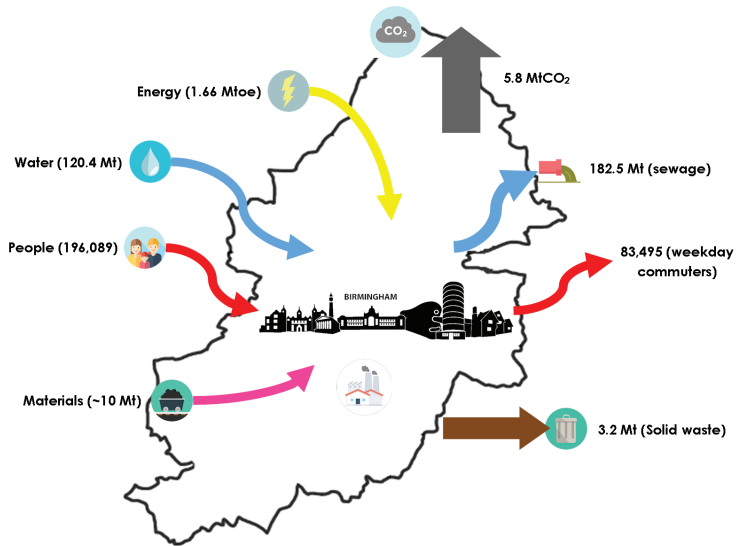 CO₂
5.8 MtCO₂
Energy (1.66 Mtoe)
Water (120.4 Mt)
182.5 Mt (sewage)
People (196,089)
83,495 (weekday
commuters)
BIRMINGHAM
Materials (~10 Mt)
3.2 Mt (Solid waste)